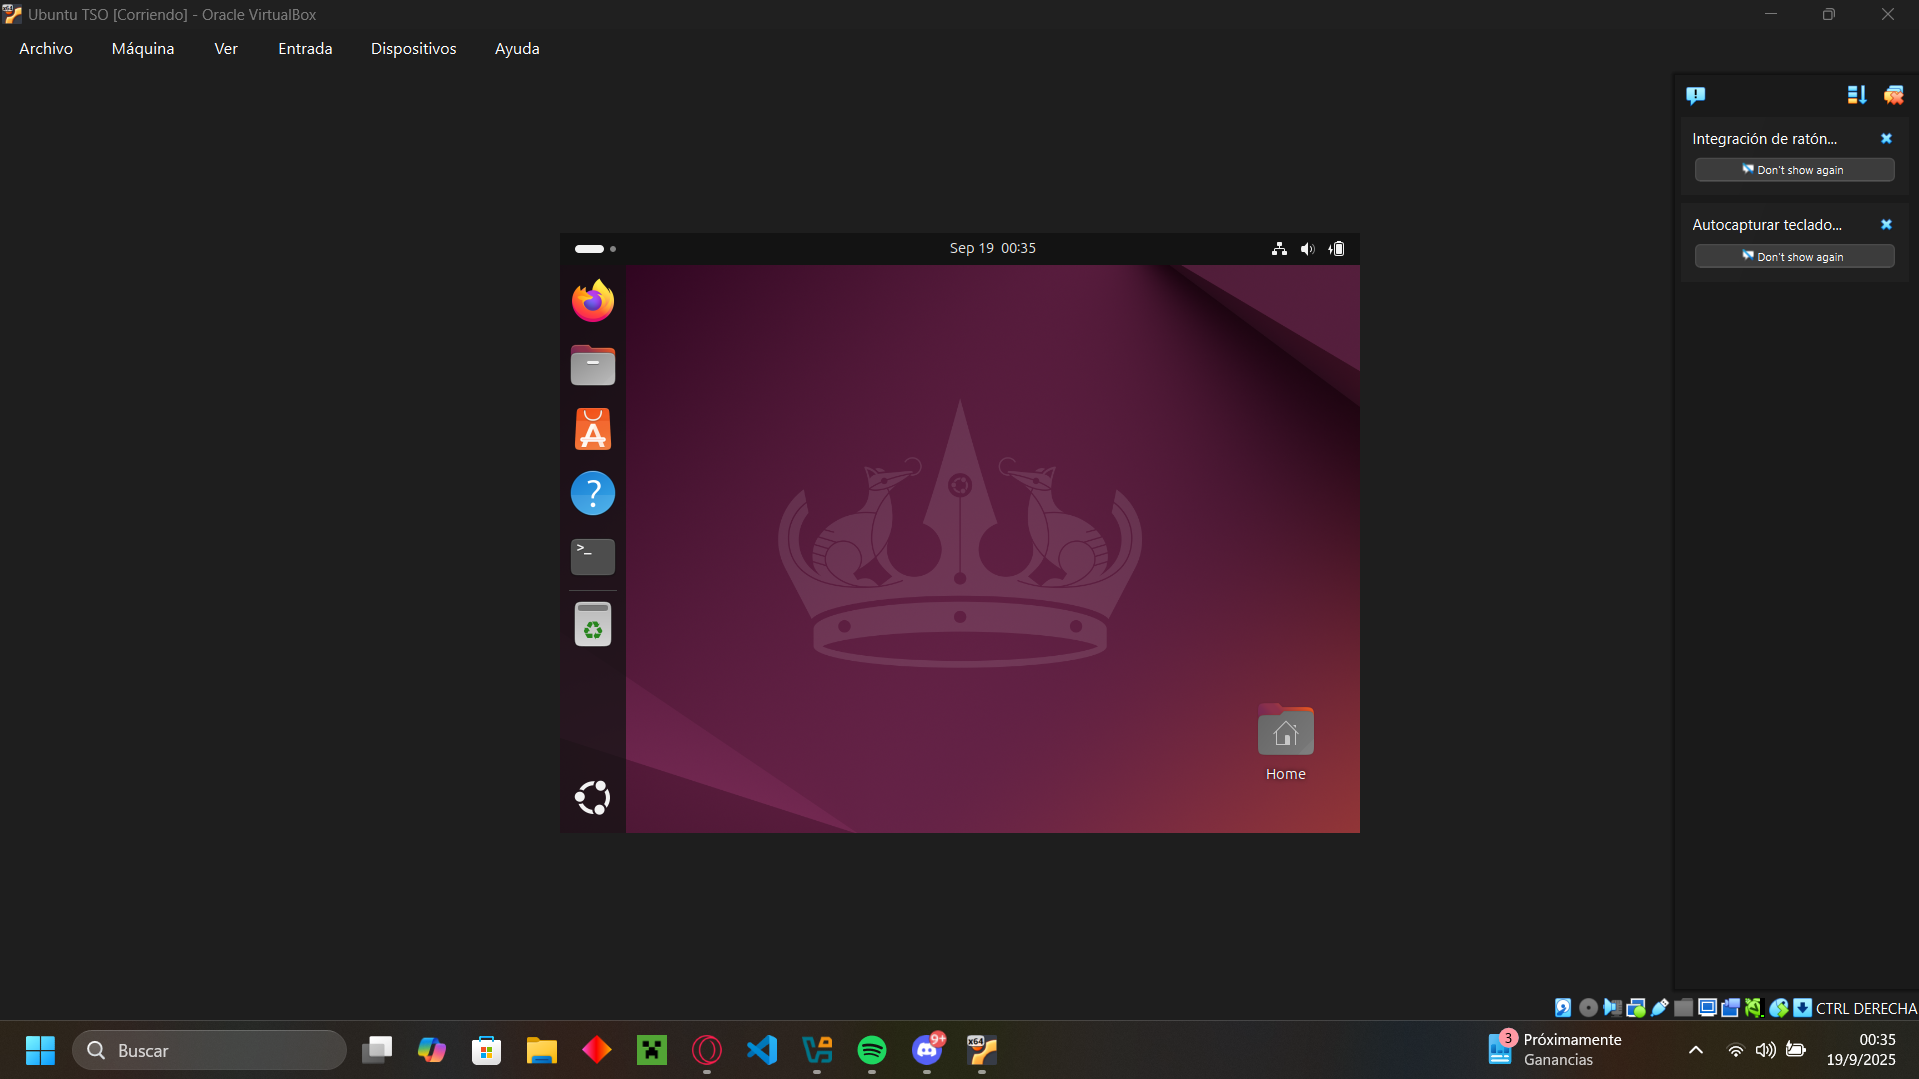 Ubuntu TSO [Corriendo] - Oracle VirtualBox
Archivo Máquina Ver Entrada Dispositivos Ayuda
Integración de ratón...
Don't show again
Autocapturar teclado...
Don't show again
Sep 19 00:35
>_
Home
CTRL DERECHA
Buscar
9+
x64
3
Próximamente
Ganancias
00:35
19/9/2025